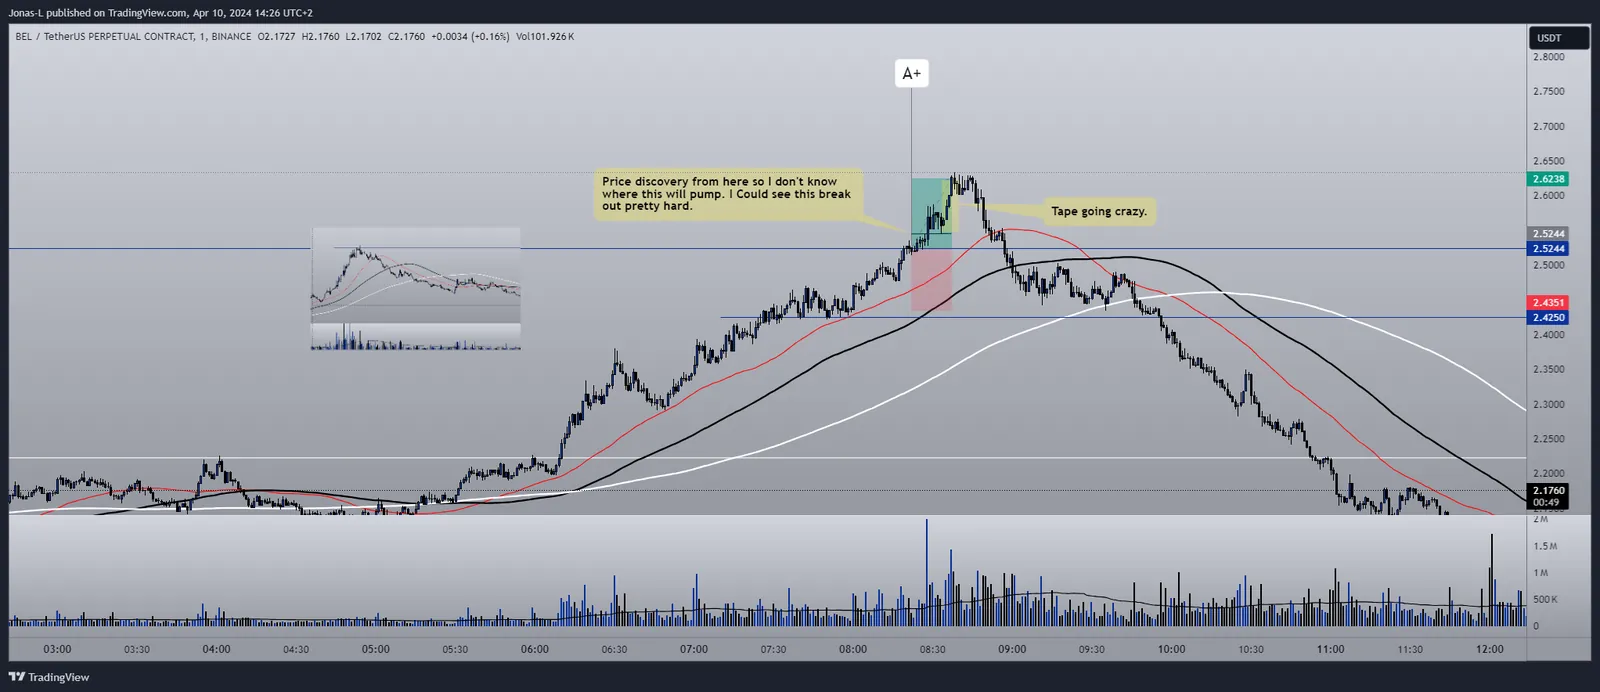 Jonas-L published on TradingView.com, Apr 10, 2024 14:26 UTC+2
BEL / TetherUS PERPETUAL CONTRACT, 1, BINANCE O2.1727 H2.1760 L2.1702 C2.1760 +0.0034 (+0.16%) Vol101.926K
USDT
2.8000
A+
2.7500
2.7000
2.6500
Price discovery from here so I don't know
where this will pump. I Could see this break
out pretty hard.
2.6238
2.6000
Tape going crazy.
2.5244
2.5244
2.5000
2.4351
2.4250
2.4000
2.3500
2.3000
2.2500
2.2000
2.1760
00:49
2 M
1.5 M
1 M
500 K
0
03:00 03:30 04:00 04:30 05:00 05:30 06:00 06:30 07:00 07:30 08:00 08:30 09:00 09:30 10:00 10:30 11:00 11:30 12:00
TradingView